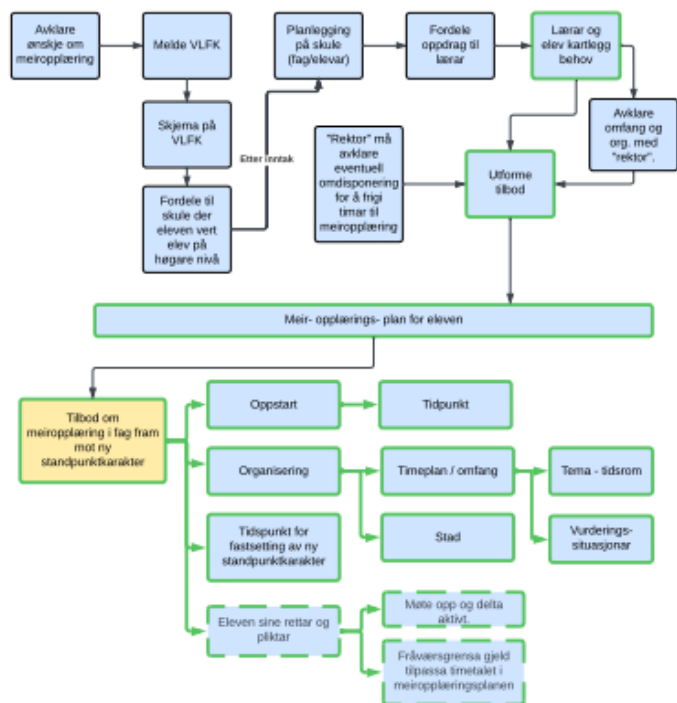 Avklare
ønskje om
meiropplæring
Melde VLFK
Skjema på
VLFK
Fordele til
skule der
eleven vert
elev på
høgare nivå
Etter inntak
Planlegging
på skule
(fag/elevar)
Fordele
oppdrag til
lærar
Lærar og
elev kartlegg
behov
Avklare
omfang og
org. med
"rektor".
"Rektor" må
avklare
eventuell
omdisponering
for å frigi
timar til
meiropplæring
Utforme
tilbod
Meir- opplærings- plan for eleven
Tilbod om
meiropplæring i fag fram
mot ny
standpunktkarakter
Oppstart
Tidpunkt
Organisering
Timeplan / omfang
Tema - tidsrom
Vurderings-
situasjonar
Stad
Tidspunkt for
fastsetting av ny
standpunktkarakter
Eleven sine rettar og
pliktar
Møte opp og delta
aktivt.
Fråværsgrensa gjeld
tilpassa timetalet i
meiropplæringsplanen